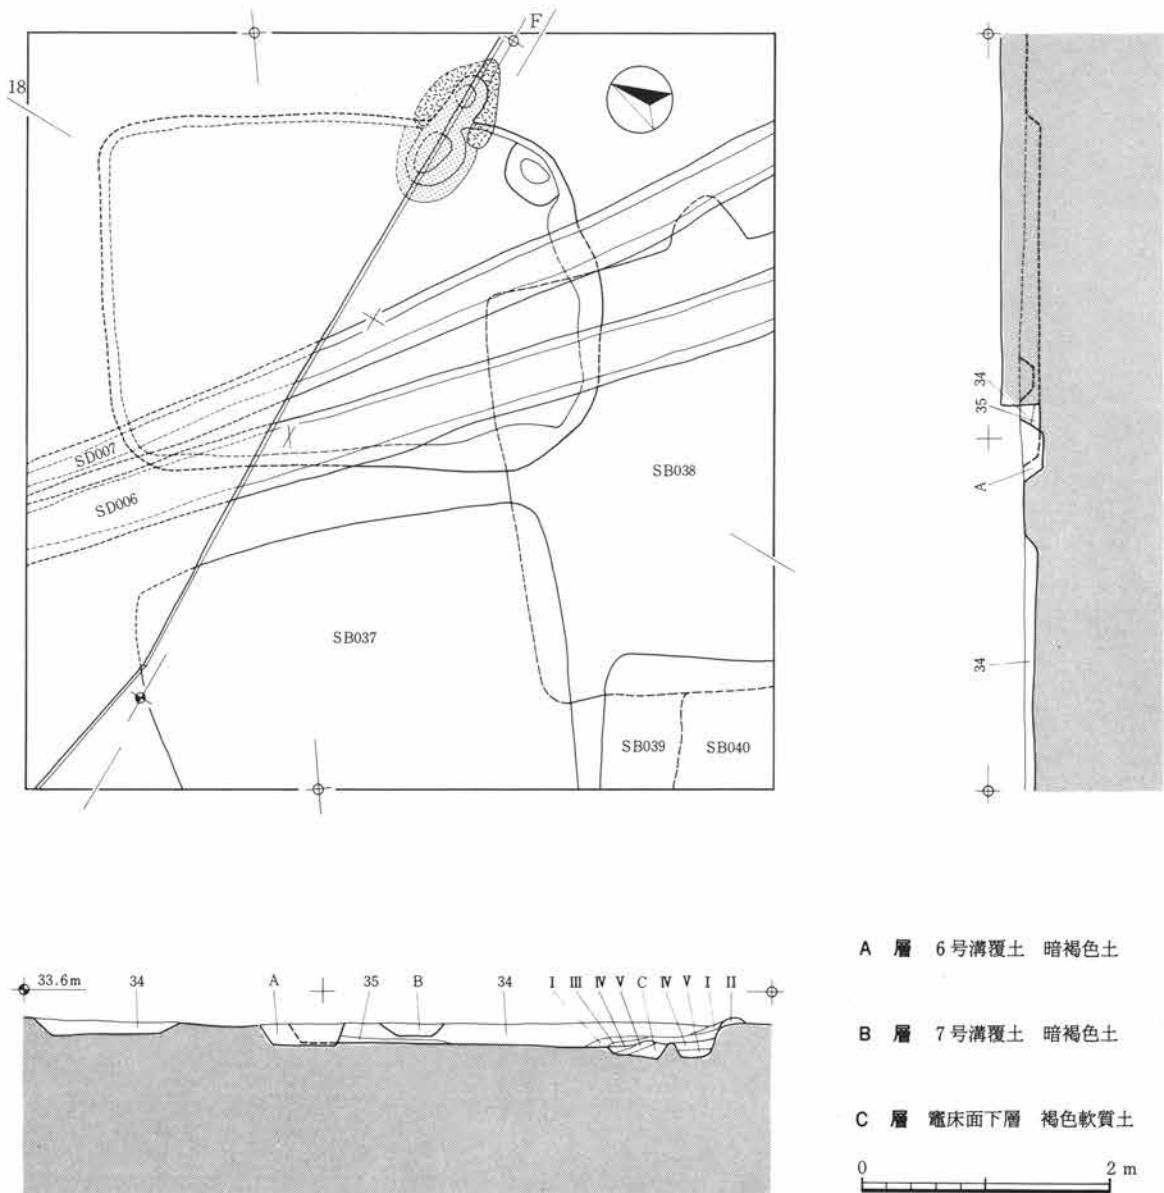 F
18
SD007
SD006
SB038
SB037
SB039
SB040
34
35
A
34
33.6m
34
A
35
B
34
I
III
IV
V
C
IV
V
I
II
A 層 6号溝覆土 暗褐色土
B 層 7号溝覆土 暗褐色土
C 層 竈床面下層 褐色軟質土
0
2 m